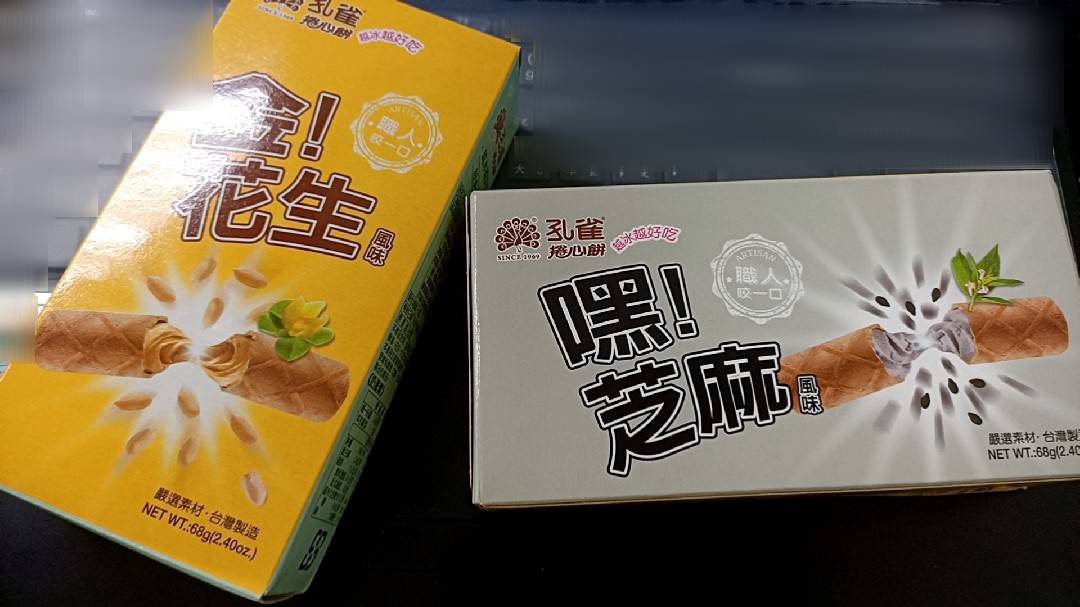 孔雀®
捲心餅
越冰越好吃
金!
花生
風味
ARTISAN
職人
咬一口
嚴選素材·台灣製造
NET WT.:68g(2.40oz.)
孔雀®
捲心餅
SINCE 1969
越冰越好吃
嘿!
芝麻
風味
ARTISAN
職人
咬一口
嚴選素材·台灣製
NET WT.:68g(2.40